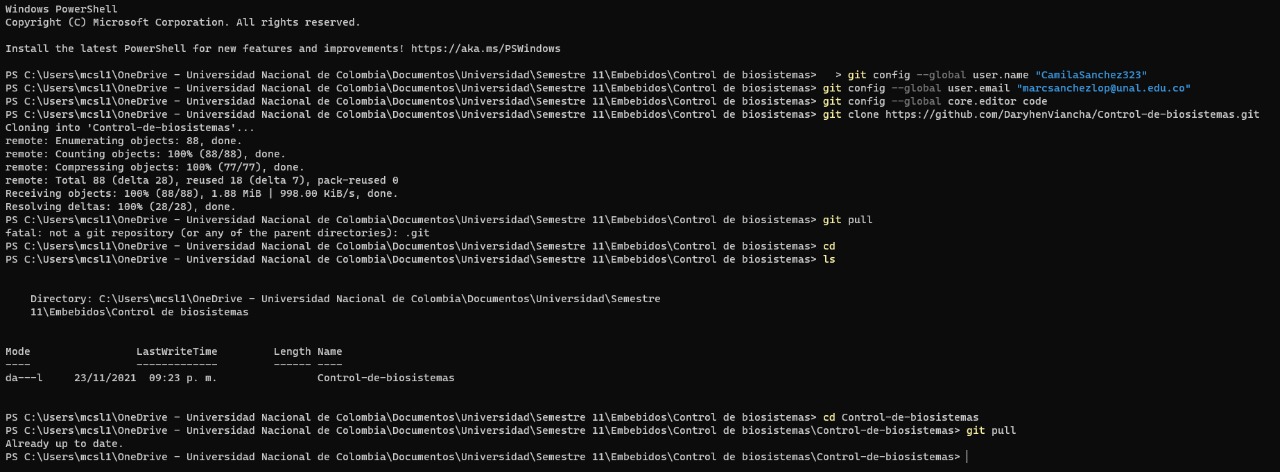 Windows PowerShell
Copyright (C) Microsoft Corporation. All rights reserved.
Install the latest PowerShell for new features and improvements! https://aka.ms/PSWindows
PS C:\Users\mcsl1\OneDrive - Universidad Nacional de Colombia\Documentos\Universidad\Semestre 11\Embebidos\Control de biosistemas>   > git config --global user.name "CamilaSanchez323"
PS C:\Users\mcsl1\OneDrive - Universidad Nacional de Colombia\Documentos\Universidad\Semestre 11\Embebidos\Control de biosistemas> git config --global user.email "marcsanchezlop@unal.edu.co"
PS C:\Users\mcsl1\OneDrive - Universidad Nacional de Colombia\Documentos\Universidad\Semestre 11\Embebidos\Control de biosistemas> git config --global core.editor code
PS C:\Users\mcsl1\OneDrive - Universidad Nacional de Colombia\Documentos\Universidad\Semestre 11\Embebidos\Control de biosistemas> git clone https://github.com/DaryhenViancha/Control-de-biosistemas.git
Cloning into 'Control-de-biosistemas'...
remote: Enumerating objects: 88, done.
remote: Counting objects: 100% (88/88), done.
remote: Compressing objects: 100% (77/77), done.
remote: Total 88 (delta 28), reused 18 (delta 7), pack-reused 0
Receiving objects: 100% (88/88), 1.88 MiB | 998.00 KiB/s, done.
Resolving deltas: 100% (28/28), done.
PS C:\Users\mcsl1\OneDrive - Universidad Nacional de Colombia\Documentos\Universidad\Semestre 11\Embebidos\Control de biosistemas> git pull
fatal: not a git repository (or any of the parent directories): .git
PS C:\Users\mcsl1\OneDrive - Universidad Nacional de Colombia\Documentos\Universidad\Semestre 11\Embebidos\Control de biosistemas> cd
PS C:\Users\mcsl1\OneDrive - Universidad Nacional de Colombia\Documentos\Universidad\Semestre 11\Embebidos\Control de biosistemas> ls
Directory: C:\Users\mcsl1\OneDrive - Universidad Nacional de Colombia\Documentos\Universidad\Semestre
11\Embebidos\Control de biosistemas
Mode                 LastWriteTime         Length Name
----                 -------------         ------ ----
da---l     23/11/2021  09:23 p. m.                Control-de-biosistemas
PS C:\Users\mcsl1\OneDrive - Universidad Nacional de Colombia\Documentos\Universidad\Semestre 11\Embebidos\Control de biosistemas> cd Control-de-biosistemas
PS C:\Users\mcsl1\OneDrive - Universidad Nacional de Colombia\Documentos\Universidad\Semestre 11\Embebidos\Control de biosistemas\Control-de-biosistemas> git pull
Already up to date.
PS C:\Users\mcsl1\OneDrive - Universidad Nacional de Colombia\Documentos\Universidad\Semestre 11\Embebidos\Control de biosistemas\Control-de-biosistemas>